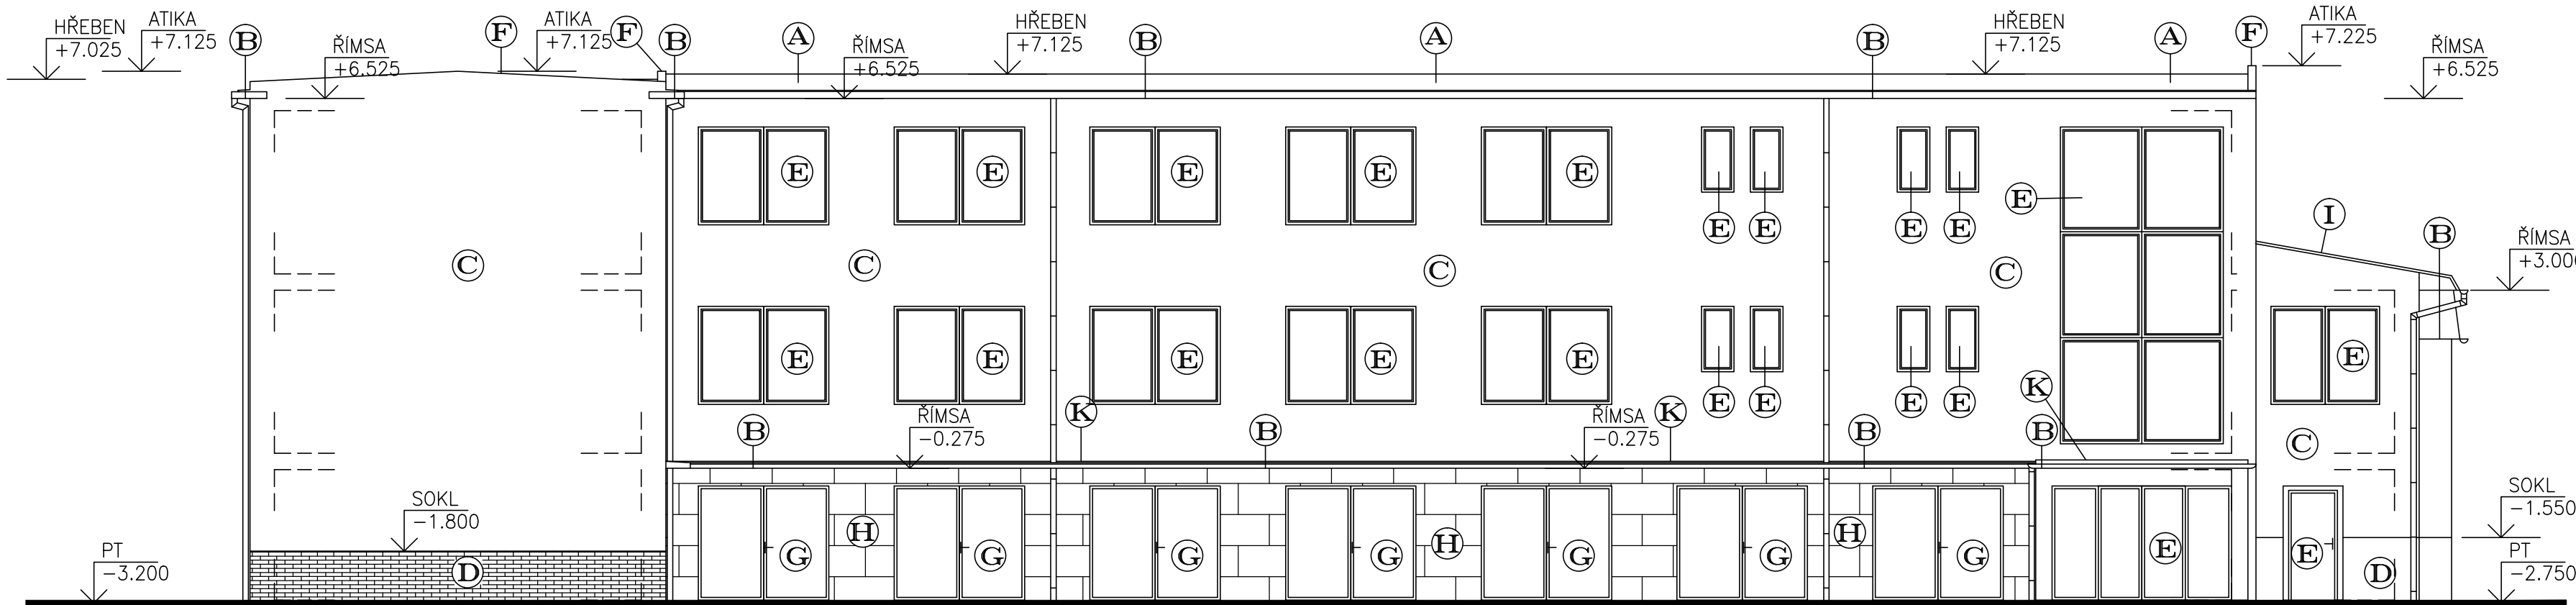 HŘEBEN
+7.025
ATIKA
+7.125
B
ŘÍMSA
+6.525
F
ATIKA
+7.125
F
B
A
ŘÍMSA
+6.525
HŘEBEN
+7.125
B
A
B
HŘEBEN
+7.125
A
F
ATIKA
+7.225
ŘÍMSA
+6.525
E
E
E
E
E
E
E
E
E
E
I
B
ŘÍMSA
+3.000
C
C
C
C
E
E
E
E
E
E
E
E
E
E
K
B
ŘÍMSA
-0.275
K
B
ŘÍMSA
-0.275
K
B
B
C
SOKL
-1.800
SOKL
-1.550
H
H
H
G
G
G
G
G
G
G
E
E
PT
-3.200
D
D
PT
-2.750